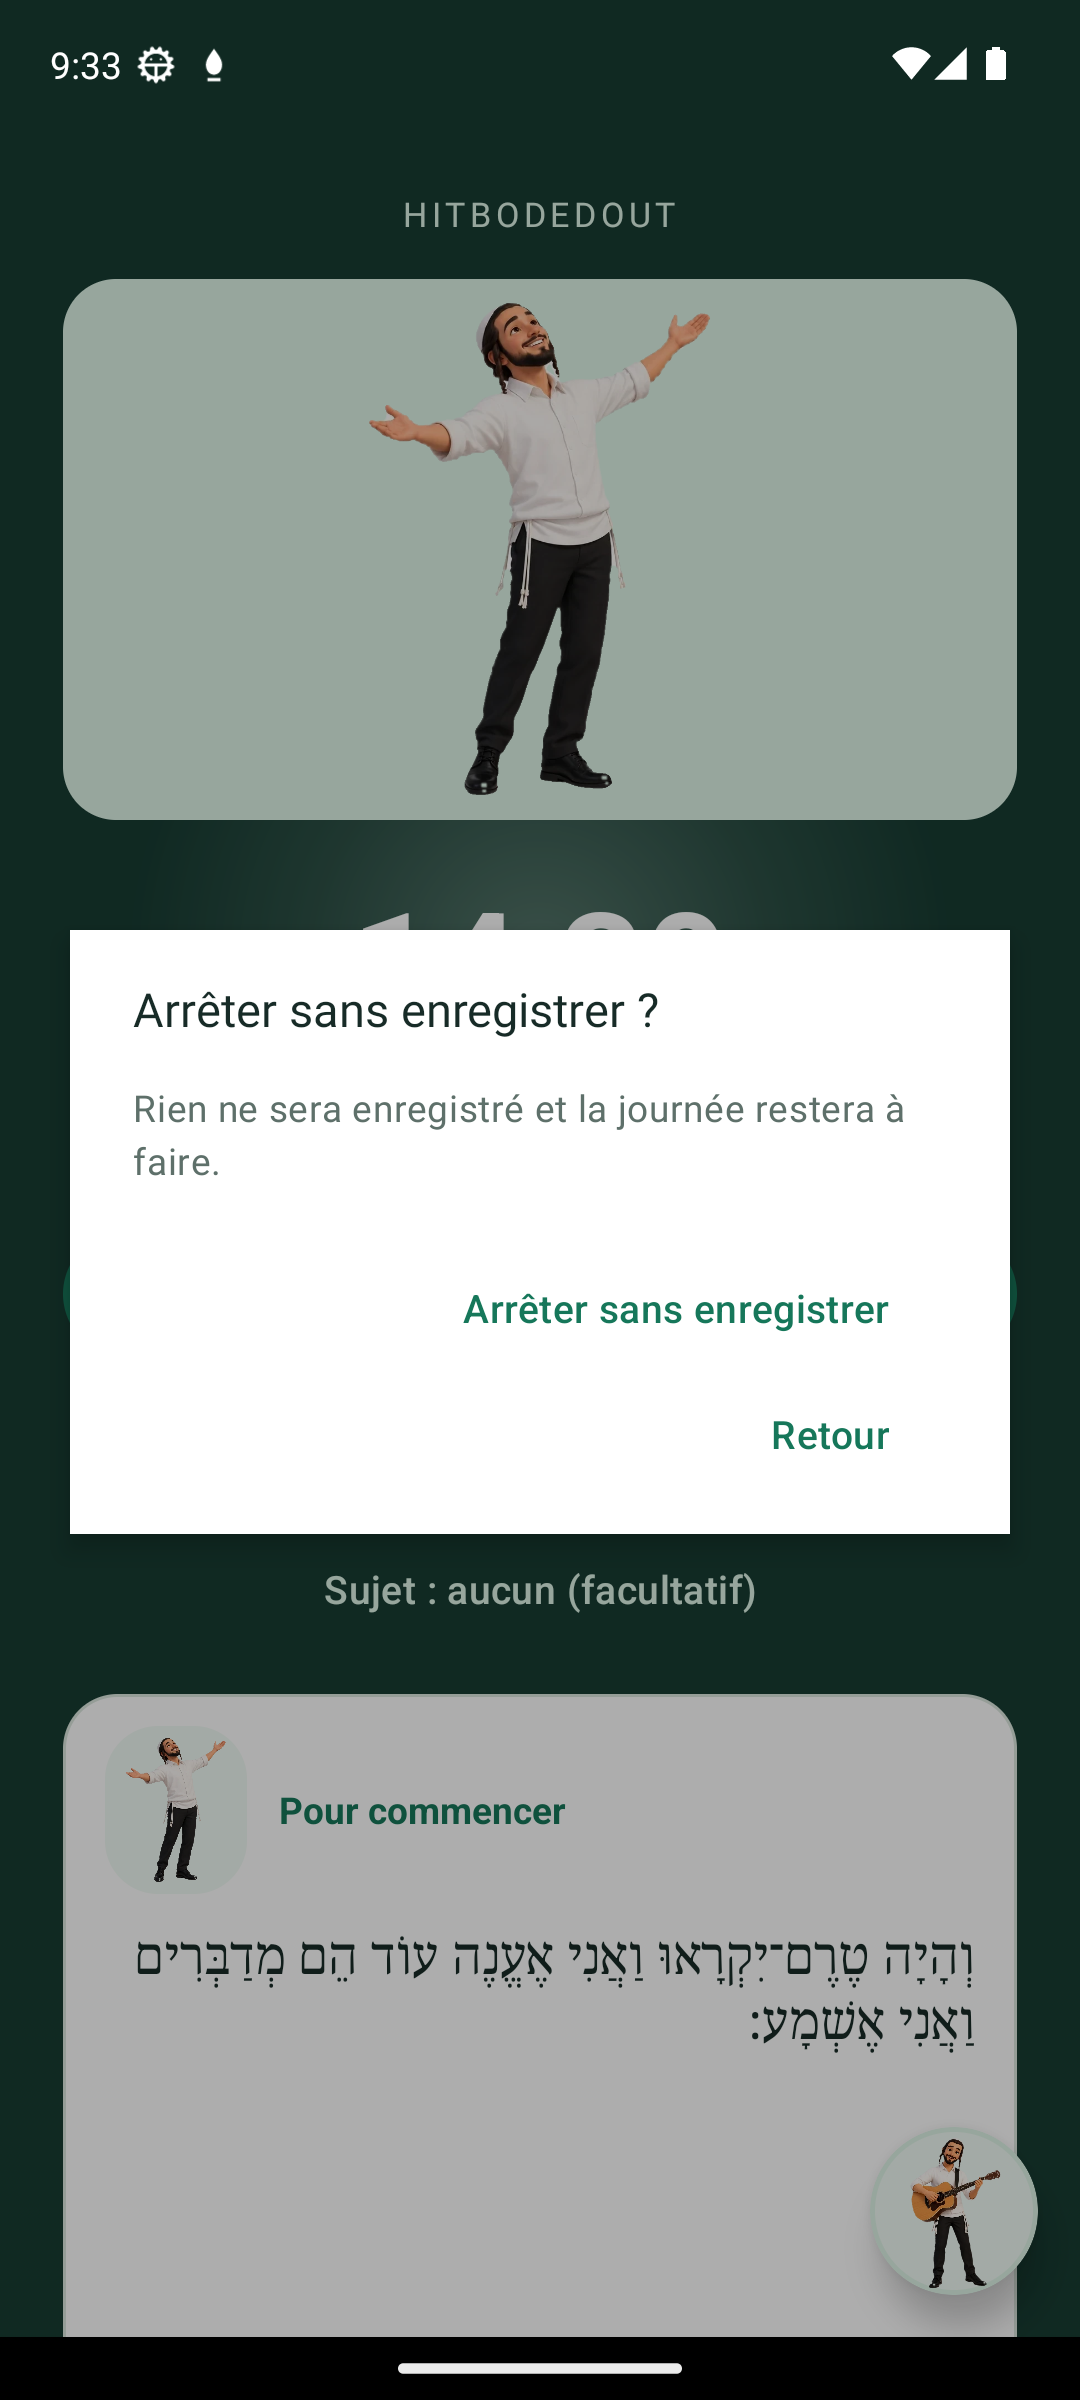 9:33
HITBODEDOUT
Arrêter sans enregistrer ?
Rien ne sera enregistré et la journée restera à
faire.
Arrêter sans enregistrer
Retour
Sujet : aucun (facultatif)
Pour commencer
וְהָיָה טֶרֶם־יִקְרָאוּ וַאֲנִי אֶעֱנֶה עוֹד הֵם מְדַבְּרִים
וַאֲנִי אֶשְׁמָע: